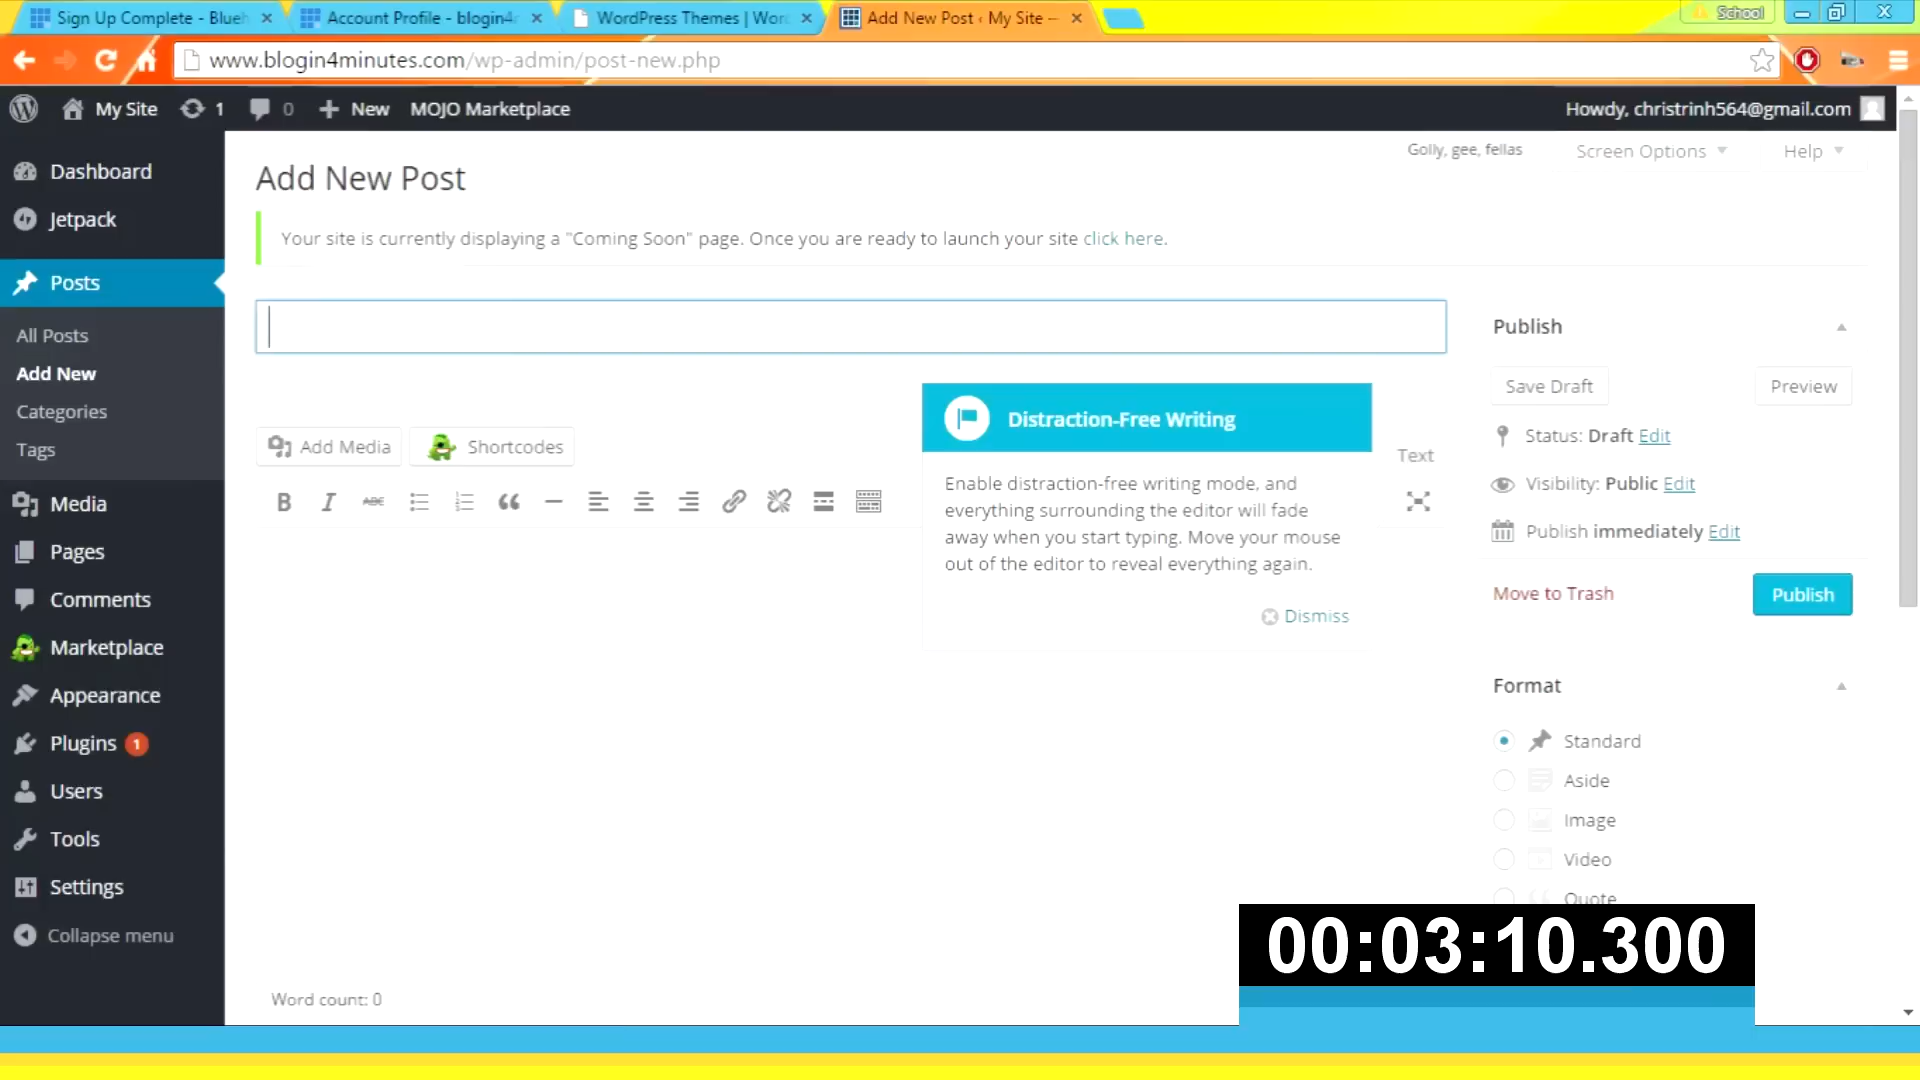 Sign Up Complete - Blueh
Account Profile - blogin4
WordPress Themes | Wor
Add New Post ‹ My Site —
School
www.blogin4minutes.com/wp-admin/post-new.php
My Site
1
0
New
MOJO Marketplace
Howdy, christrinh564@gmail.com
Dashboard
Jetpack
Posts
All Posts
Add New
Categories
Tags
Media
Pages
Comments
Marketplace
Appearance
Plugins 1
Users
Tools
Settings
Collapse menu
Golly, gee, fellas
Screen Options
Help
Add New Post
Your site is currently displaying a "Coming Soon" page. Once you are ready to launch your site click here.
Add Media
Shortcodes
B I ABC
Text
Distraction-Free Writing
Enable distraction-free writing mode, and
everything surrounding the editor will fade
away when you start typing. Move your mouse
out of the editor to reveal everything again.
Dismiss
Word count: 0
Publish
Save Draft
Preview
Status: Draft Edit
Visibility: Public Edit
Publish immediately Edit
Move to Trash
Publish
Format
Standard
Aside
Image
Video
Quote
00:03:10.300